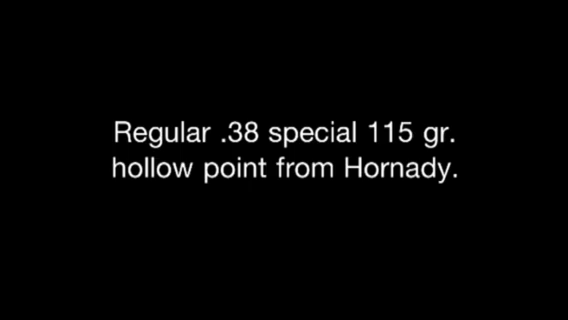 Regular .38 special 115 gr.
hollow point from Hornady.